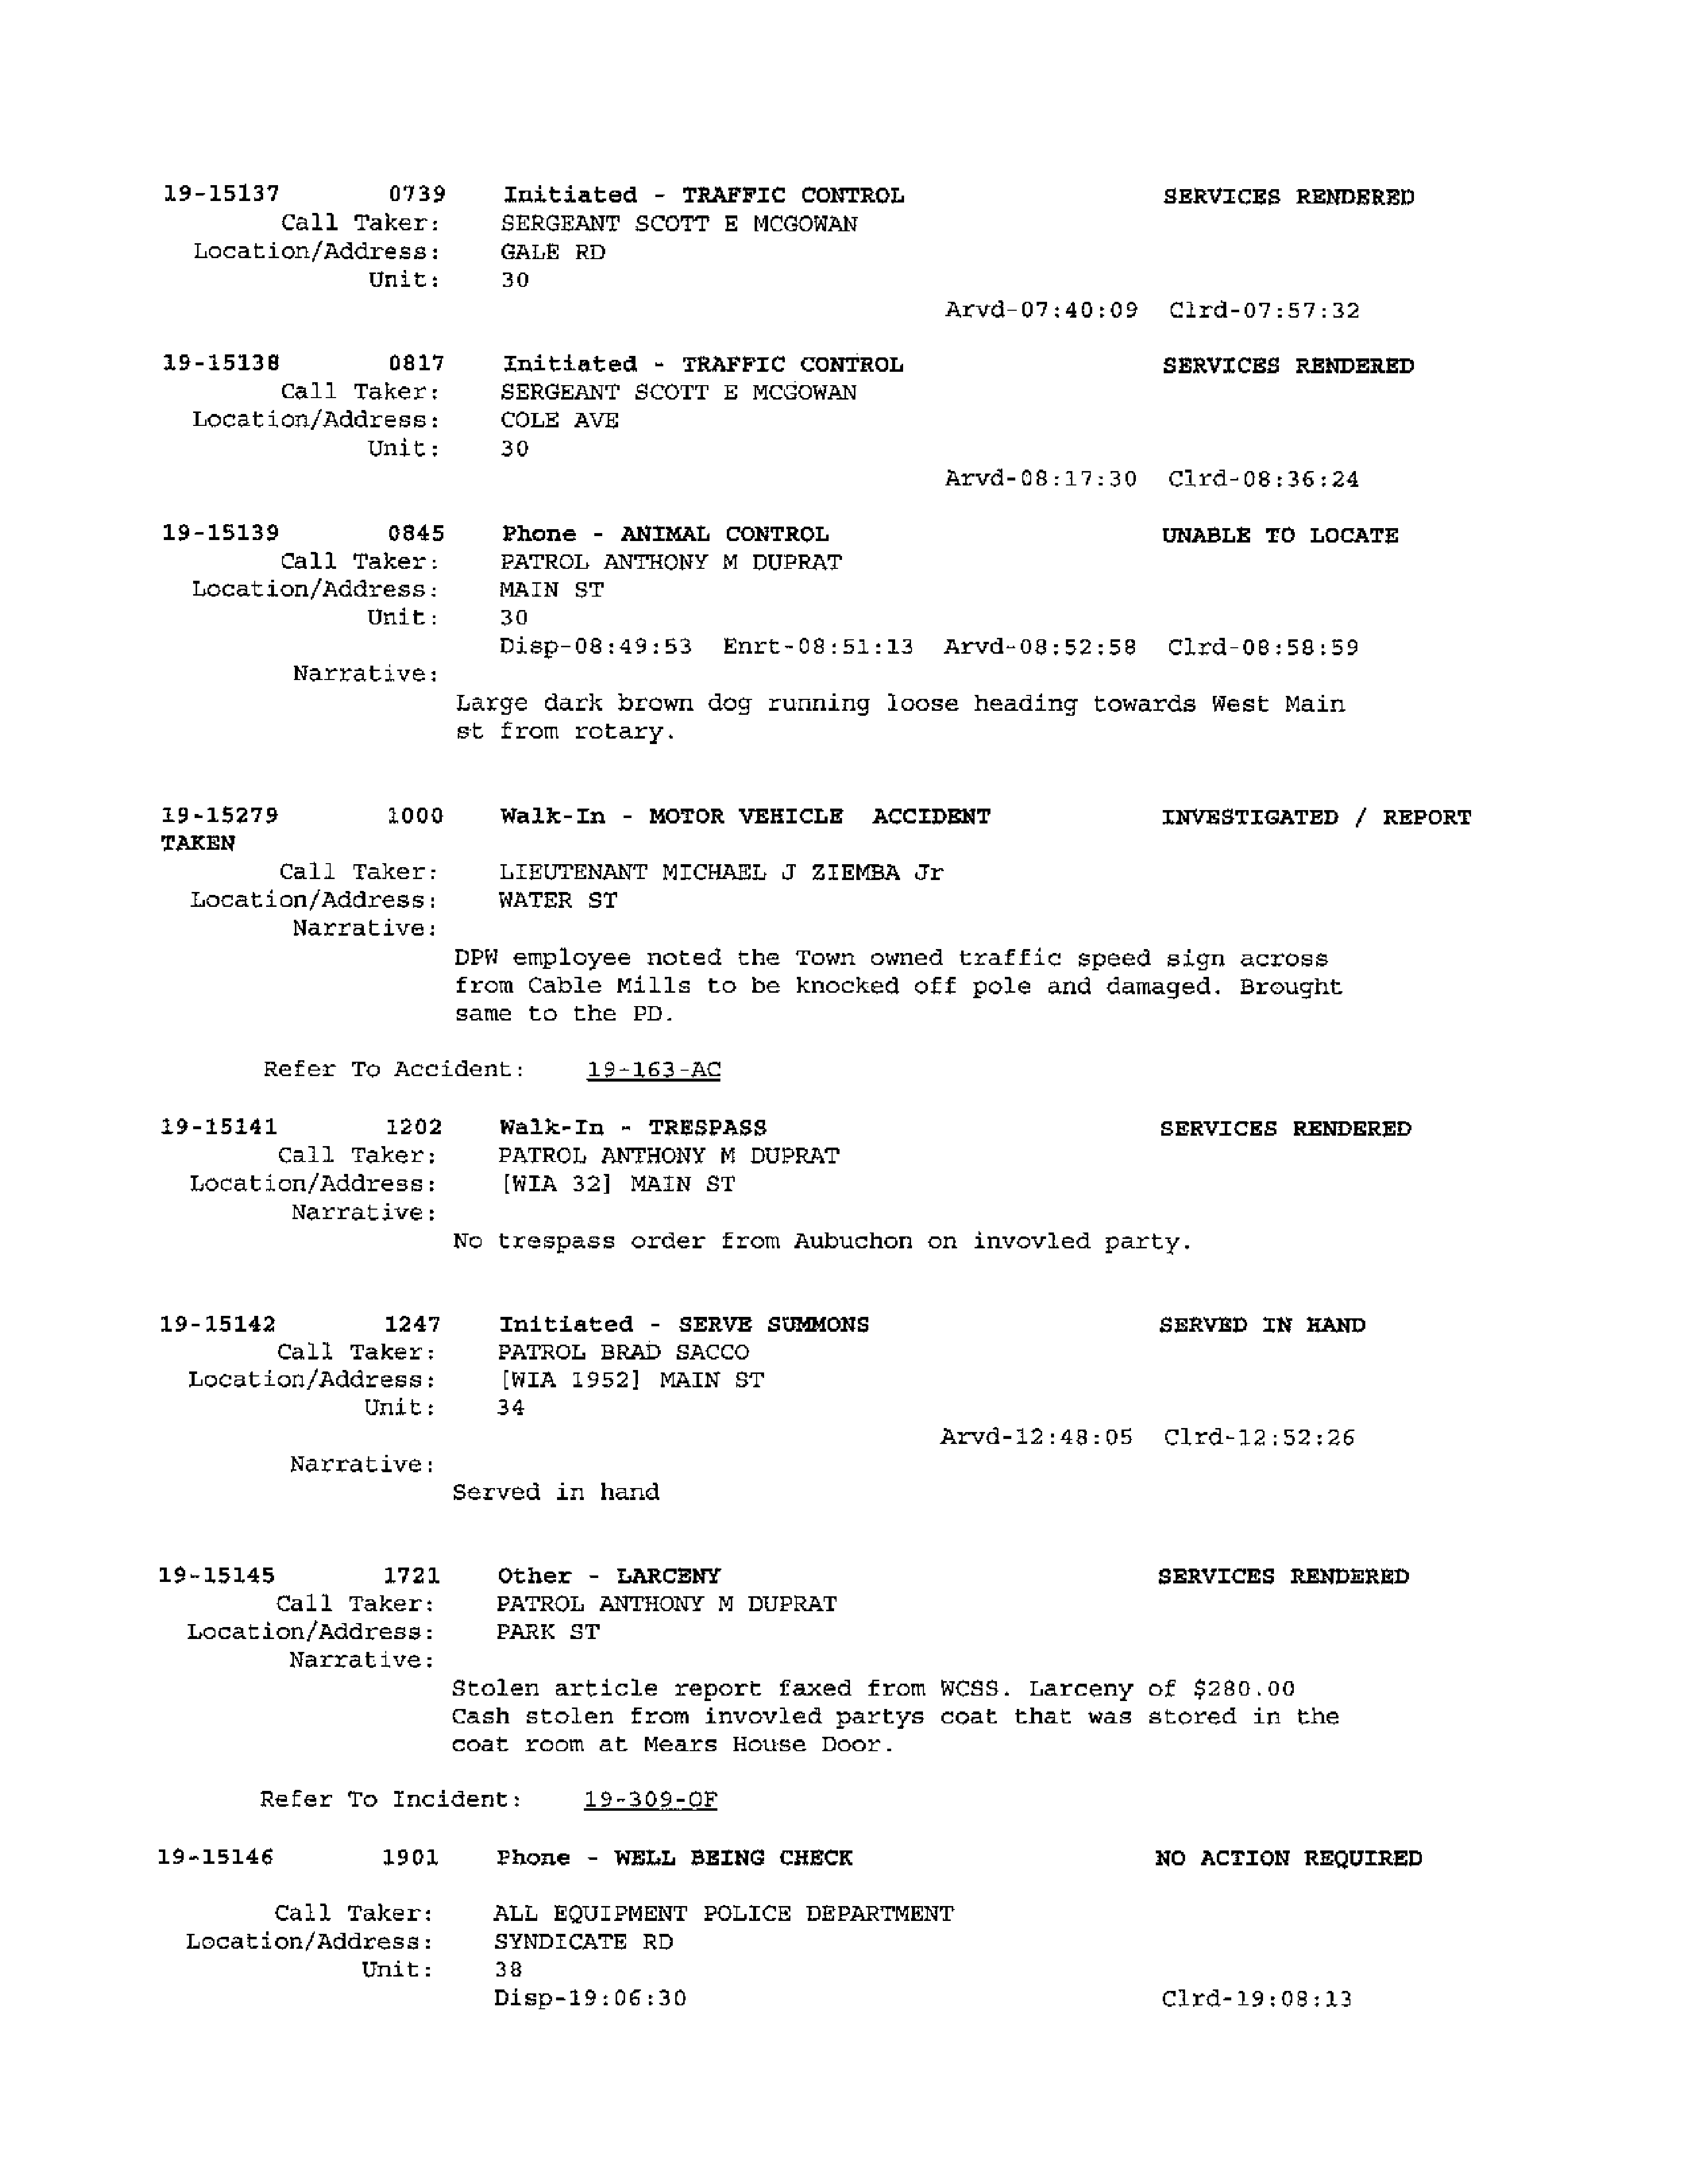 19-15137 0739 Initiated - TRAFFIC CONTROL SERVICES RENDERED
Call Taker: SERGEANT SCOTT E MCGOWAN
Location/Address: GALE RD
Unit: 30
Arvd-07:40:09 Clrd-07:57:32
19-15138 0817 Initiated - TRAFFIC CONTROL SERVICES RENDERED
Call Taker: SERGEANT SCOTT E MCGOWAN
Location/Address: COLE AVE
Unit: 30
Arvd-08:17:30 Clrd-08:36:24
19-15139 0845 Phone - ANIMAL CONTROL UNABLE TO LOCATE
Call Taker: PATROL ANTHONY M DUPRAT
Location/Address: MAIN ST
Unit: 30
Disp-08:49:53 Enrt-08:51:13 Arvd-08:52:58 Clrd-08:58:59
Narrative:
Large dark brown dog running loose heading towards West Main
st from rotary.
19-15279 1000 Walk-In - MOTOR VEHICLE ACCIDENT INVESTIGATED / REPORT
TAKEN
Call Taker: LIEUTENANT MICHAEL J ZIEMBA Jr
Location/Address: WATER ST
Narrative:
DPW employee noted the Town owned traffic speed sign across
from Cable Mills to be knocked off pole and damaged. Brought
same to the PD.
Refer To Accident: 19-163-AC
19-15141 1202 Walk-In - TRESPASS SERVICES RENDERED
Call Taker: PATROL ANTHONY M DUPRAT
Location/Address: [WIA 32] MAIN ST
Narrative:
No trespass order from Aubuchon on invovled party.
19-15142 1247 Initiated - SERVE SUMMONS SERVED IN HAND
Call Taker: PATROL BRAD SACCO
Location/Address: [WIA 1952] MAIN ST
Unit: 34
Arvd-12:48:05 Clrd-12:52:26
Narrative:
Served in hand
19-15145 1721 Other - LARCENY SERVICES RENDERED
Call Taker: PATROL ANTHONY M DUPRAT
Location/Address: PARK ST
Narrative:
Stolen article report faxed from WCSS. Larceny of $280.00
Cash stolen from invovled partys coat that was stored in the
coat room at Mears House Door.
Refer To Incident: 19-309-OF
19-15146 1901 Phone - WELL BEING CHECK NO ACTION REQUIRED
Call Taker: ALL EQUIPMENT POLICE DEPARTMENT
Location/Address: SYNDICATE RD
Unit: 38
Disp-19:06:30 Clrd-19:08:13